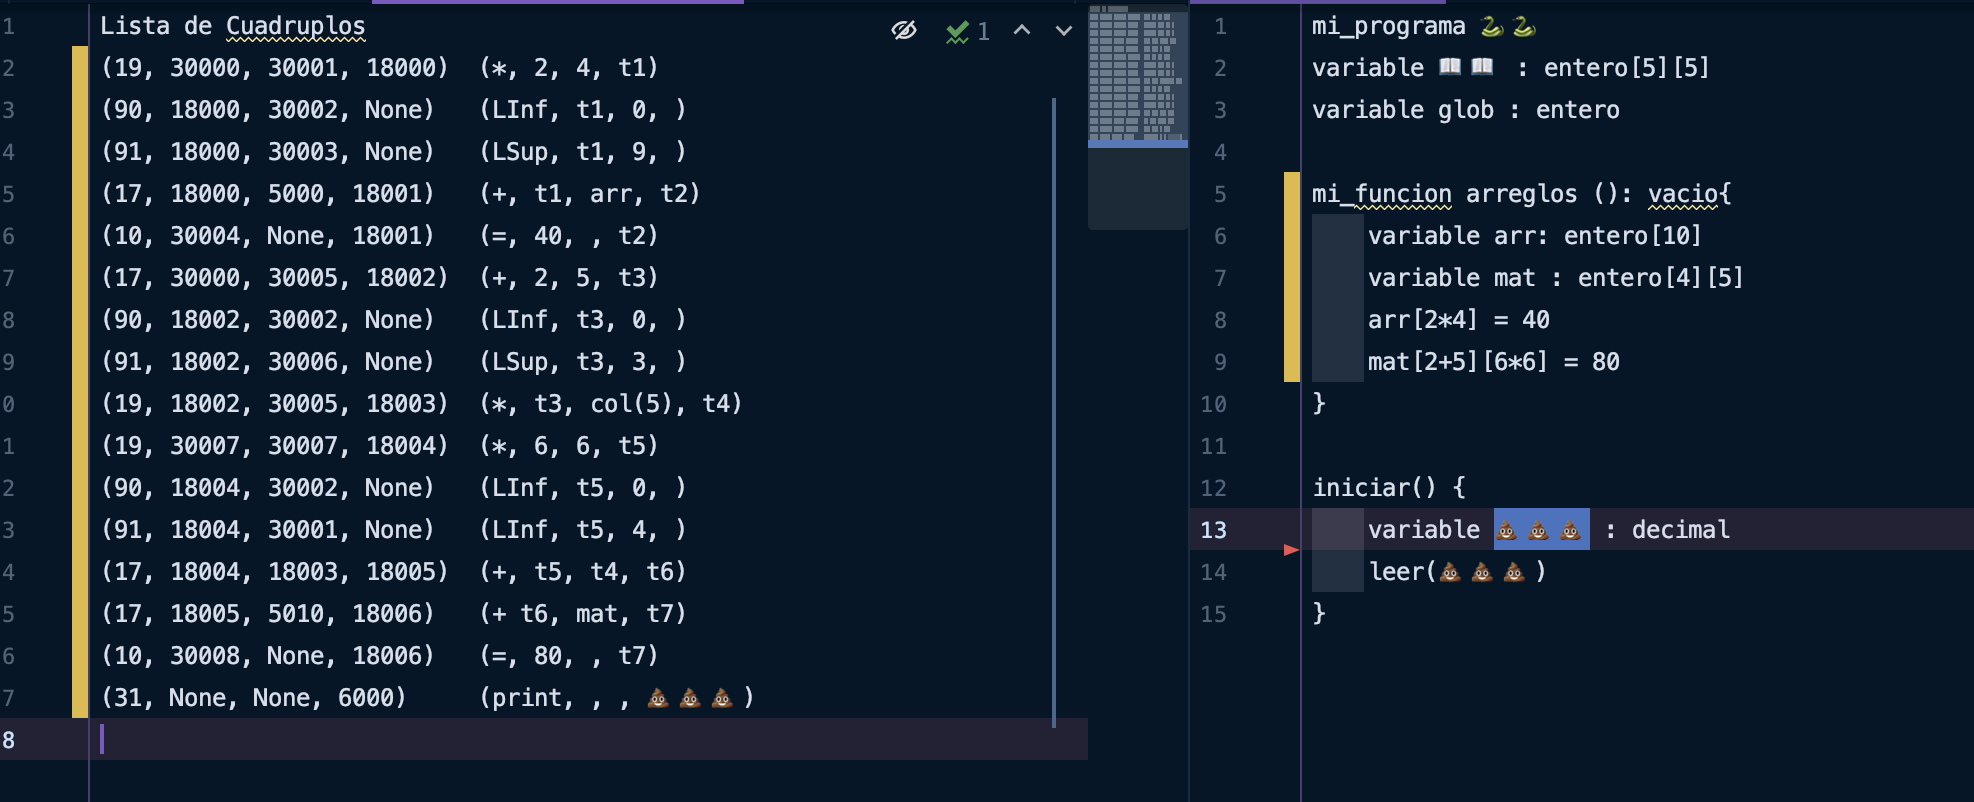 1 Lista de Cuadruplos
2 (19, 30000, 30001, 18000) (*, 2, 4, t1)
3 (90, 18000, 30002, None) (LInf, t1, 0, )
4 (91, 18000, 30003, None) (LSup, t1, 9, )
5 (17, 18000, 5000, 18001) (+, t1, arr, t2)
6 (10, 30004, None, 18001) (=, 40, , t2)
7 (17, 30000, 30005, 18002) (+, 2, 5, t3)
8 (90, 18002, 30002, None) (LInf, t3, 0, )
9 (91, 18002, 30006, None) (LSup, t3, 3, )
0 (19, 18002, 30005, 18003) (*, t3, col(5), t4)
1 (19, 30007, 30007, 18004) (*, 6, 6, t5)
2 (90, 18004, 30002, None) (LInf, t5, 0, )
3 (91, 18004, 30001, None) (LInf, t5, 4, )
4 (17, 18004, 18003, 18005) (+, t5, t4, t6)
5 (17, 18005, 5010, 18006) (+ t6, mat, t7)
6 (10, 30008, None, 18006) (=, 80, , t7)
7 (31, None, None, 6000) (print, , , 💩💩💩)
8
1
1 mi_programa 🐍🐍
2 variable 📖📖 : entero[5][5]
3 variable glob : entero
4
5 mi_funcion arreglos (): vacio{
6 variable arr: entero[10]
7 variable mat : entero[4][5]
8 arr[2*4] = 40
9 mat[2+5][6*6] = 80
10 }
11
12 iniciar() {
13 variable 💩💩💩 : decimal
14 leer(💩💩💩)
15 }